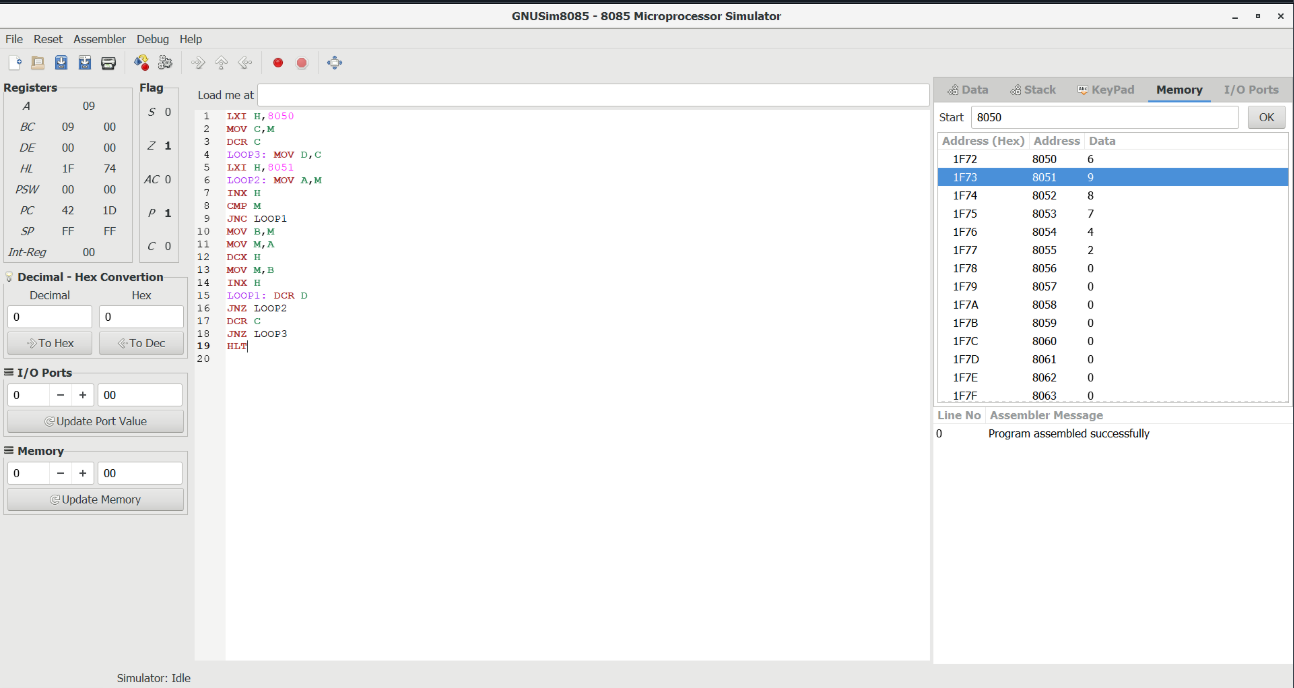 GNUSim8085 - 8085 Microprocessor Simulator
File Reset Assembler Debug Help
Registers
A 09
BC 09 00
DE 00 00
HL 1F 74
PSW 00 00
PC 42 1D
SP FF FF
Int-Reg 00
Flag
S 0
Z 1
AC 0
P 1
C 0
Decimal - Hex Convertion
Decimal Hex
0 0
To Hex To Dec
I/O Ports
0 − + 00
Update Port Value
Memory
0 − + 00
Update Memory
Load me at
1 LXI H,8050
2 MOV C,M
3 DCR C
4 LOOP3: MOV D,C
5 LXI H,8051
6 LOOP2: MOV A,M
7 INX H
8 CMP M
9 JNC LOOP1
10 MOV B,M
11 MOV M,A
12 DCX H
13 MOV M,B
14 INX H
15 LOOP1: DCR D
16 JNZ LOOP2
17 DCR C
18 JNZ LOOP3
19 HLT
20
Data Stack KeyPad Memory I/O Ports
Start 8050 OK
Address (Hex) Address Data
1F72 8050 6
1F73 8051 9
1F74 8052 8
1F75 8053 7
1F76 8054 4
1F77 8055 2
1F78 8056 0
1F79 8057 0
1F7A 8058 0
1F7B 8059 0
1F7C 8060 0
1F7D 8061 0
1F7E 8062 0
1F7F 8063 0
Line No Assembler Message
0 Program assembled successfully
Simulator: Idle